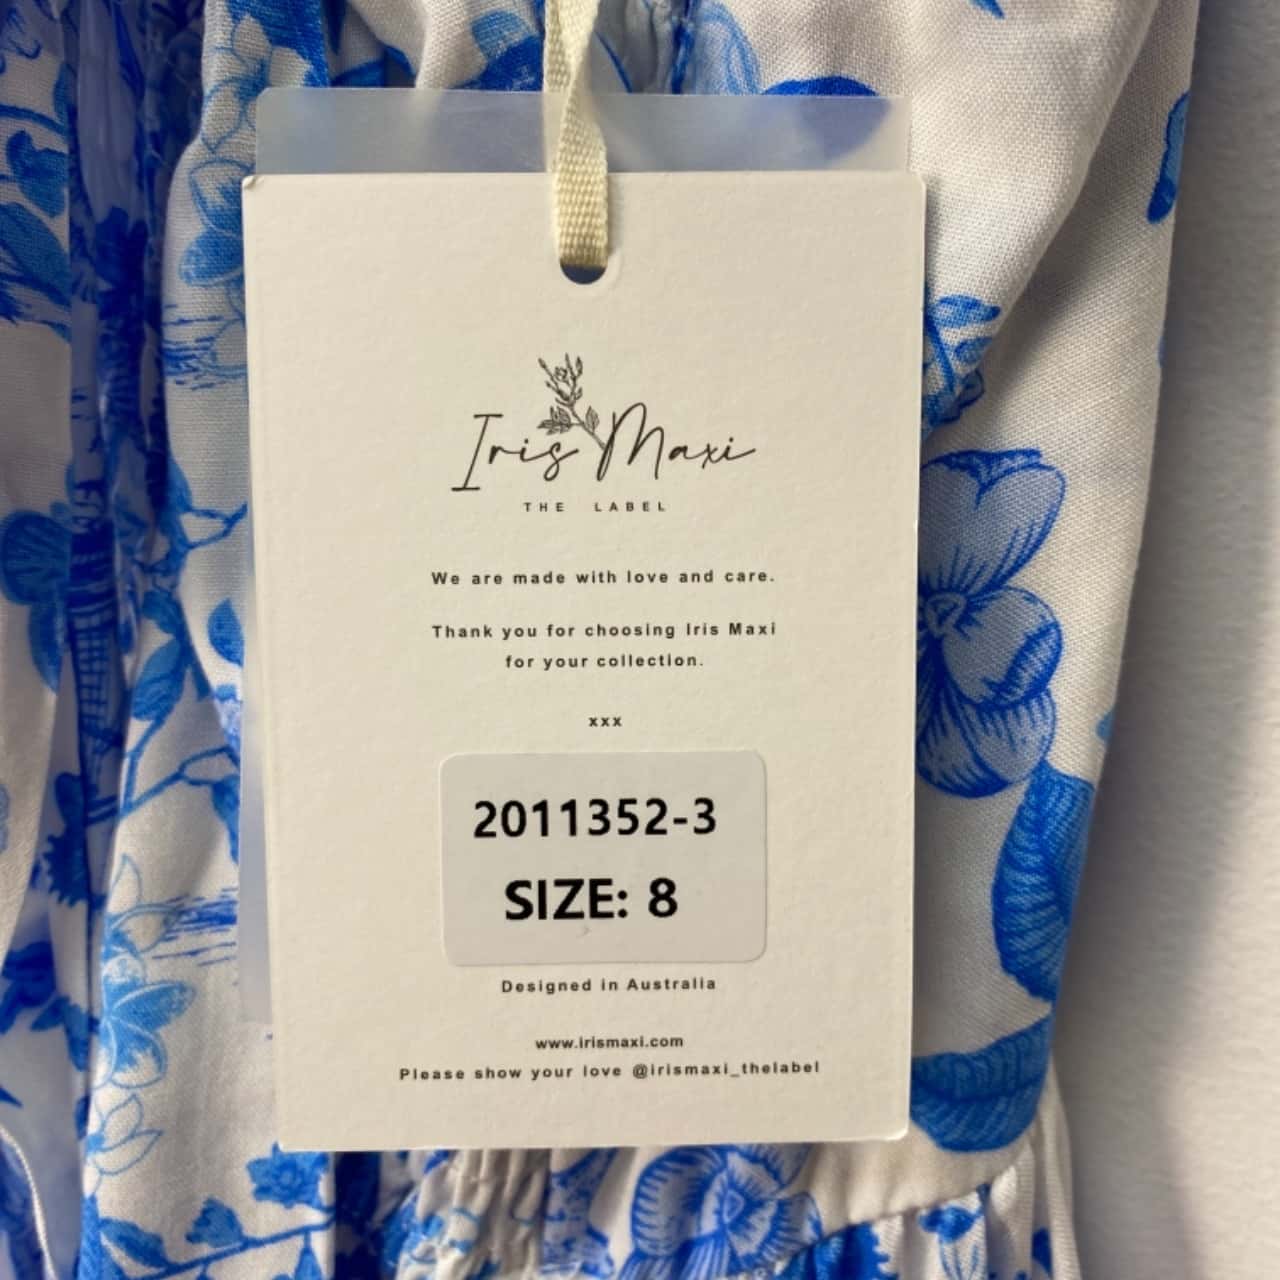 Iris Maxi
THE LABEL
We are made with love and care.
Thank you for choosing Iris Maxi
for your collection.
xxx
2011352-3
SIZE: 8
Designed in Australia
www.irismaxi.com
Please show your love @irismaxi_thelabel